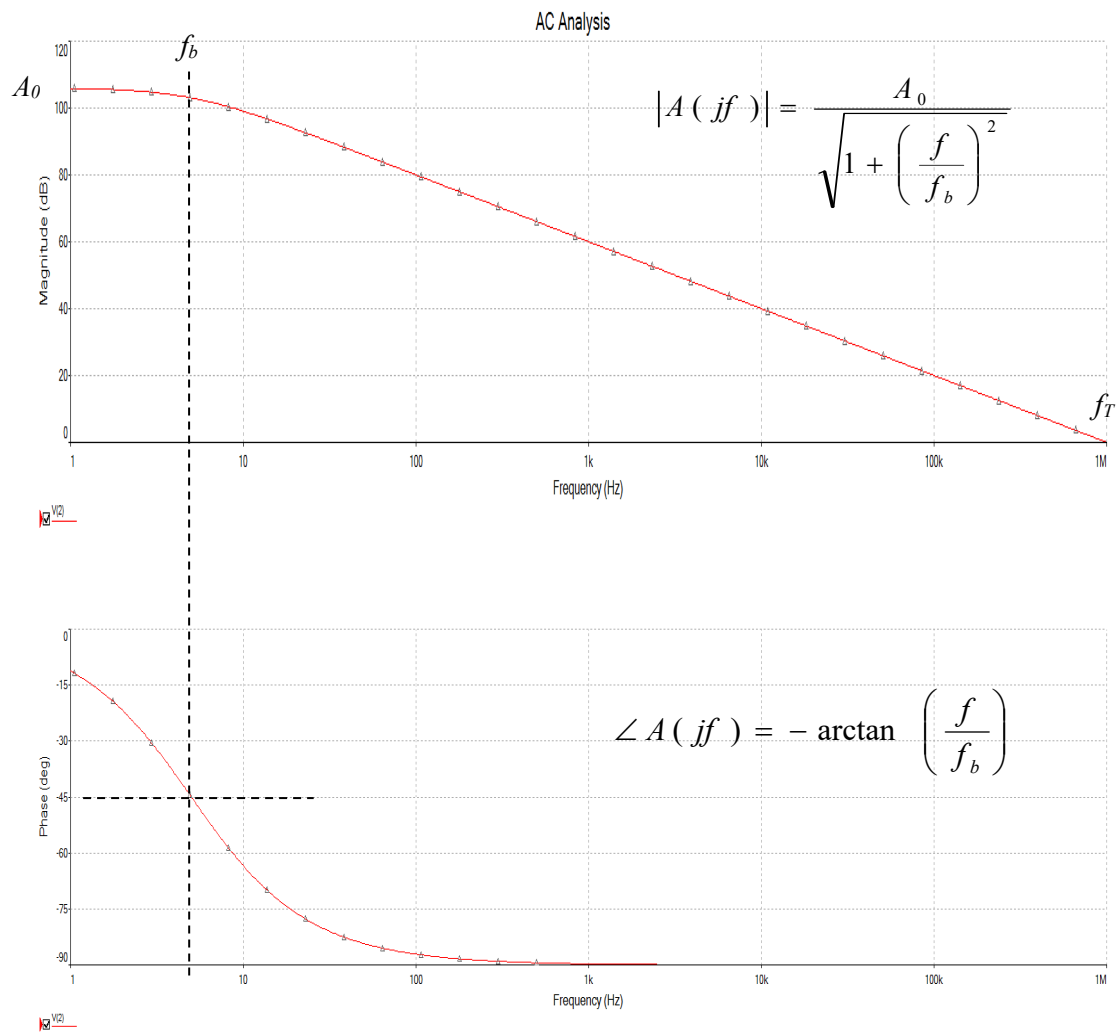 AC Analysis
f_b
A_0
120
100
80
60
40
20
0
Magnitude (dB)
|A ( jf )| = A_0 / √(1 + (f / f_b)^2)
f_T
1 10 100 1k 10k 100k 1M
Frequency (Hz)
V(2)
0
-15
-30
-45
-60
-75
-90
Phase (deg)
∠ A ( jf ) = − arctan (f / f_b)
1 10 100 1k 10k 100k 1M
Frequency (Hz)
V(2)